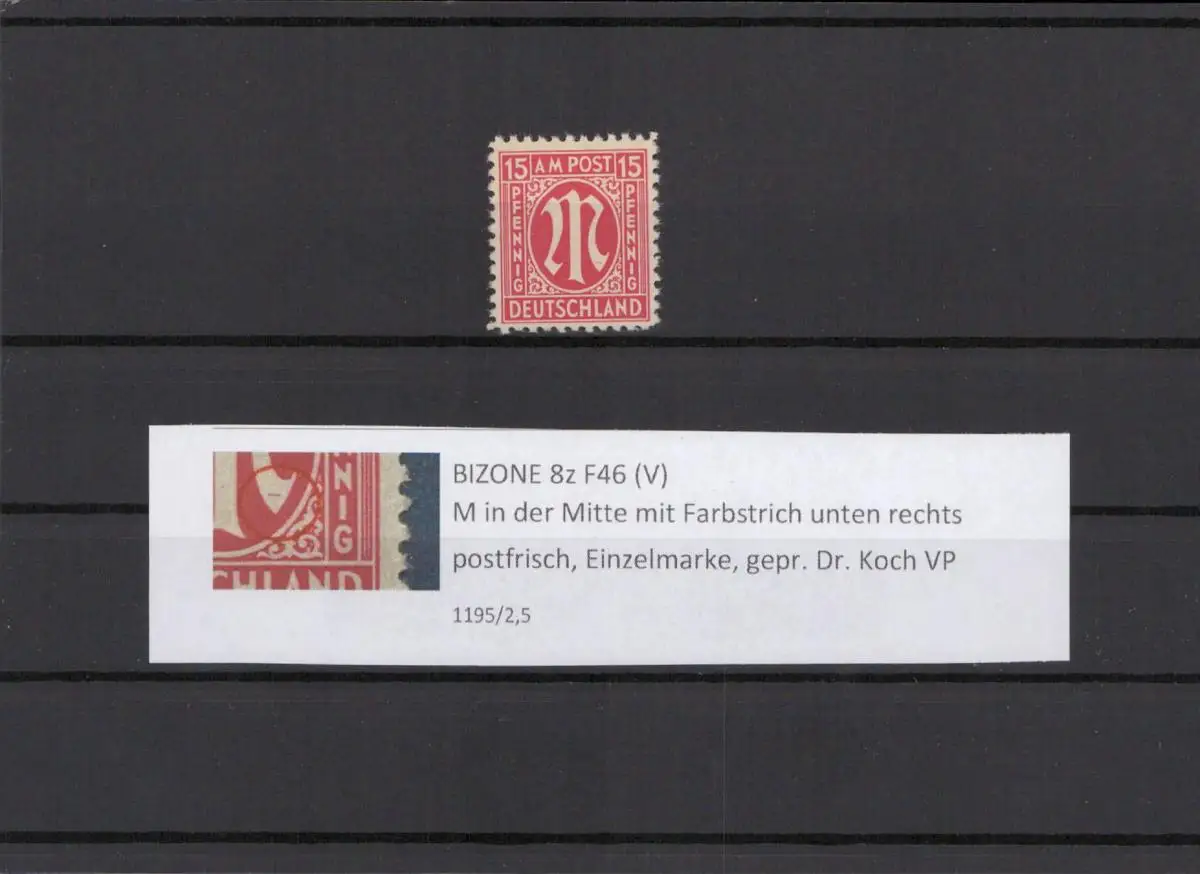 15 AM POST 15
PFENNIG PFENNIG
DEUTSCHLAND
NNIG
CHLAND
BIZONE 8z F46 (V)
M in der Mitte mit Farbstrich unten rechts
postfrisch, Einzelmarke, gepr. Dr. Koch VP
1195/2,5